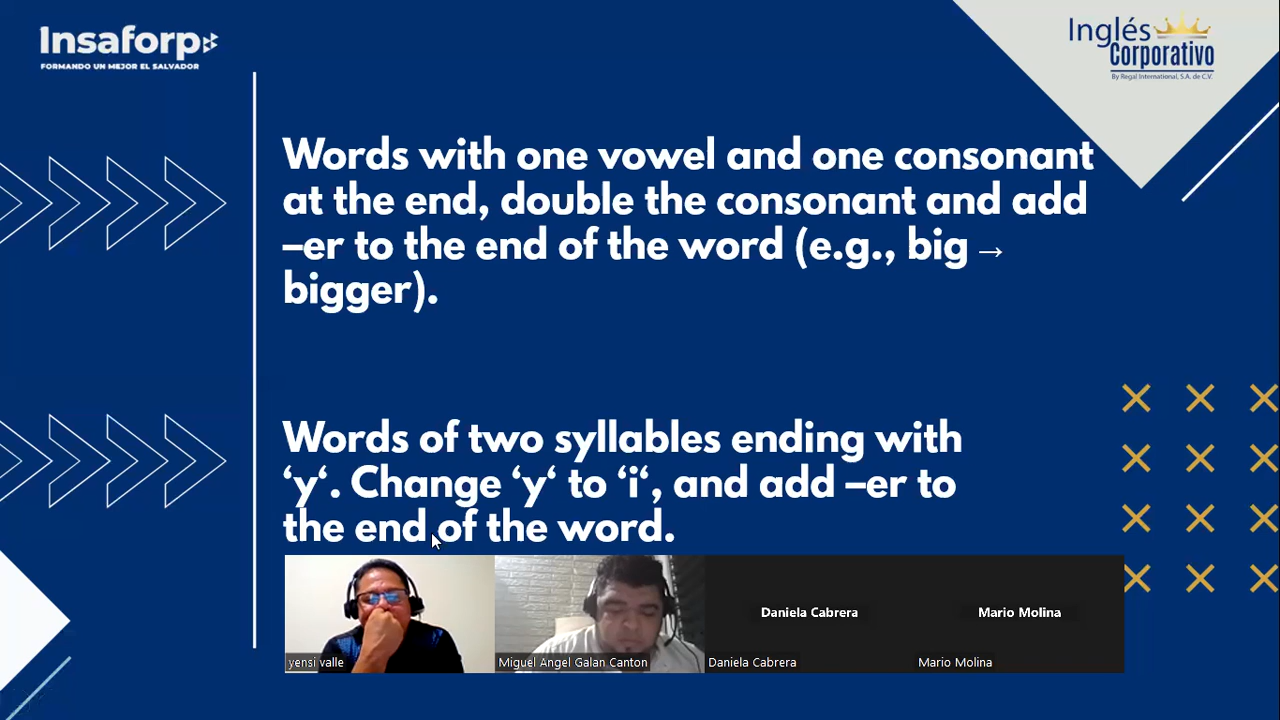 Insaforp
FORMANDO UN MEJOR EL SALVADOR
Inglés
Corporativo
By Regal International, S.A. de C.V.
Words with one vowel and one consonant
at the end, double the consonant and add
–er to the end of the word (e.g., big →
bigger).
Words of two syllables ending with
‘y‘. Change ‘y‘ to ‘i‘, and add –er to
the end of the word.
Daniela Cabrera
Mario Molina
yensi valle
Miguel Angel Galan Canton
Daniela Cabrera
Mario Molina